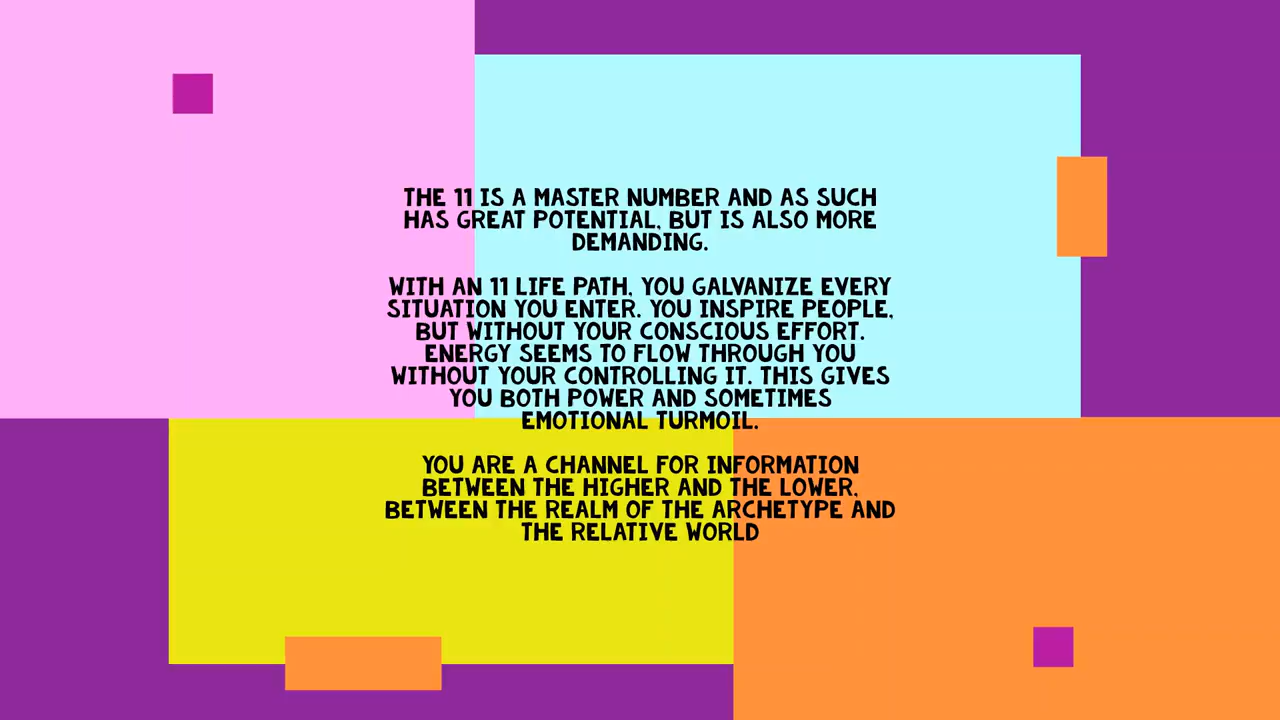 THE 11 IS A MASTER NUMBER AND AS SUCH
HAS GREAT POTENTIAL, BUT IS ALSO MORE
DEMANDING.
WITH AN 11 LIFE PATH, YOU GALVANIZE EVERY
SITUATION YOU ENTER. YOU INSPIRE PEOPLE,
BUT WITHOUT YOUR CONSCIOUS EFFORT.
ENERGY SEEMS TO FLOW THROUGH YOU
WITHOUT YOUR CONTROLLING IT. THIS GIVES
YOU BOTH POWER AND SOMETIMES
EMOTIONAL TURMOIL.
YOU ARE A CHANNEL FOR INFORMATION
BETWEEN THE HIGHER AND THE LOWER,
BETWEEN THE REALM OF THE ARCHETYPE AND
THE RELATIVE WORLD